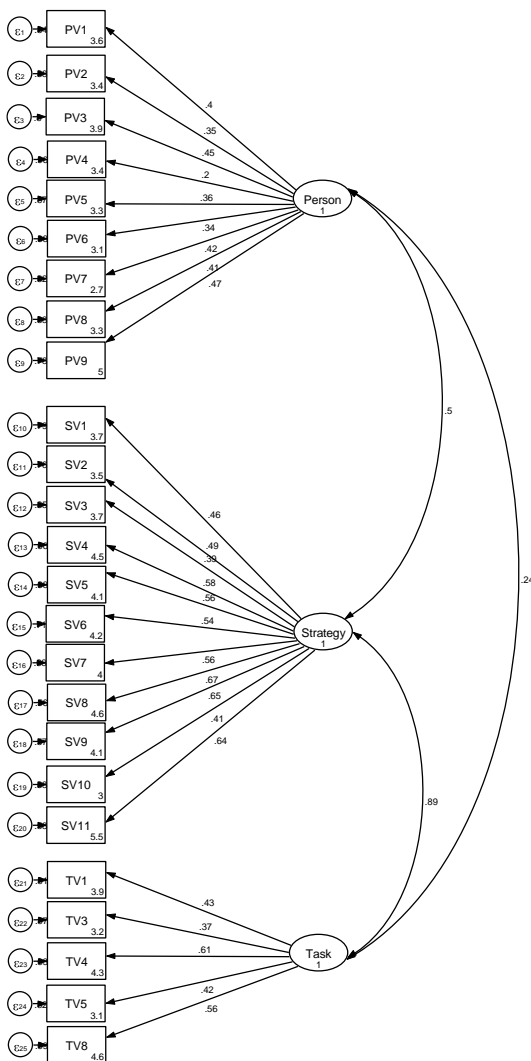 ε1 PV1 3.6
ε2 PV2 3.4
ε3 PV3 3.9
ε4 PV4 3.4
ε5 PV5 3.3
ε6 PV6 3.1
ε7 PV7 2.7
ε8 PV8 3.3
ε9 PV9 5
.4
.35
.45
.2
.36
.34
.42
.41
.47
Person
1
.5
.24
ε10 SV1 3.7
ε11 SV2 3.5
ε12 SV3 3.7
ε13 SV4 4.5
ε14 SV5 4.1
ε15 SV6 4.2
ε16 SV7 4
ε17 SV8 4.6
ε18 SV9 4.1
ε19 SV10 3
ε20 SV11 5.5
.46
.49
.39
.58
.56
.54
.56
.67
.65
.41
.64
Strategy
1
.89
ε21 TV1 3.9
ε22 TV3 3.2
ε23 TV4 4.3
ε24 TV5 3.1
ε25 TV8 4.6
.43
.37
.61
.42
.56
Task
1